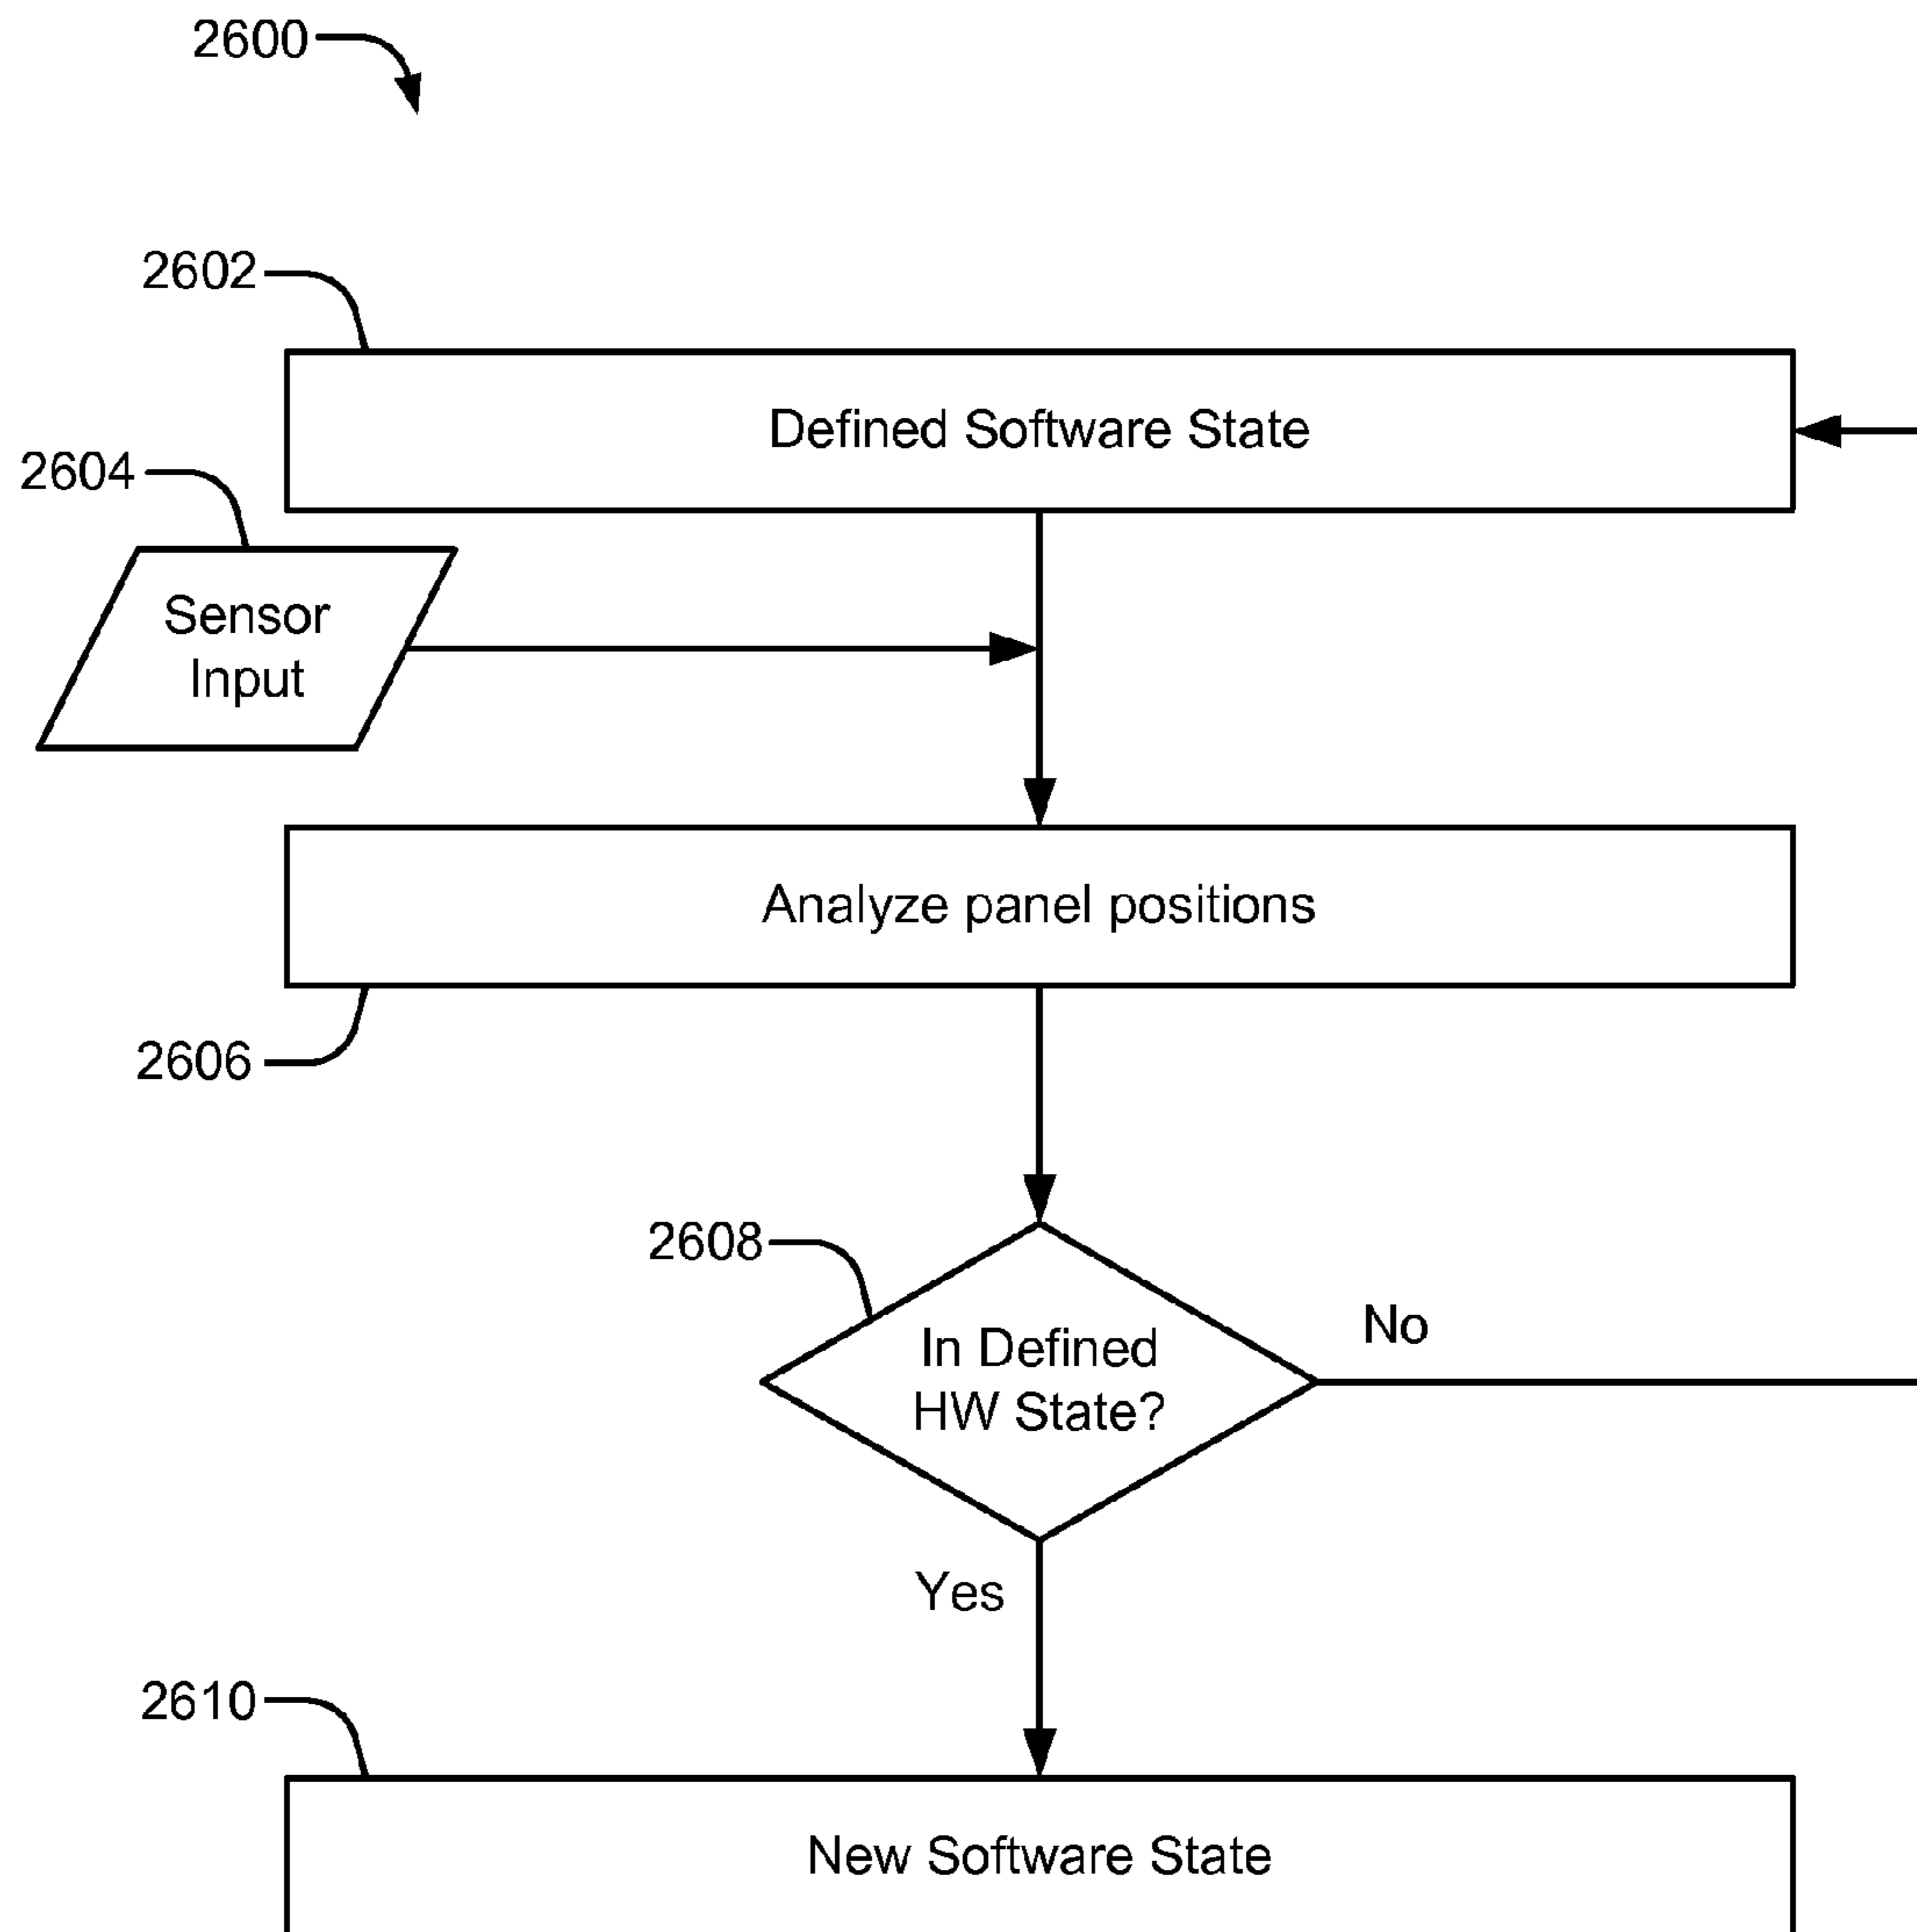 2600
2602
Defined Software State
2604
Sensor
Input
Analyze panel positions
2606
2608
In Defined
HW State?
No
Yes
2610
New Software State